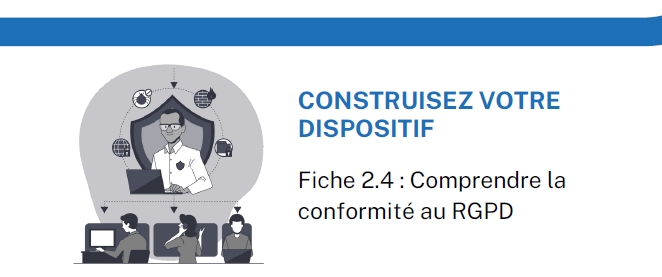 CONSTRUISEZ VOTRE
DISPOSITIF
Fiche 2.4 : Comprendre la
conformité au RGPD